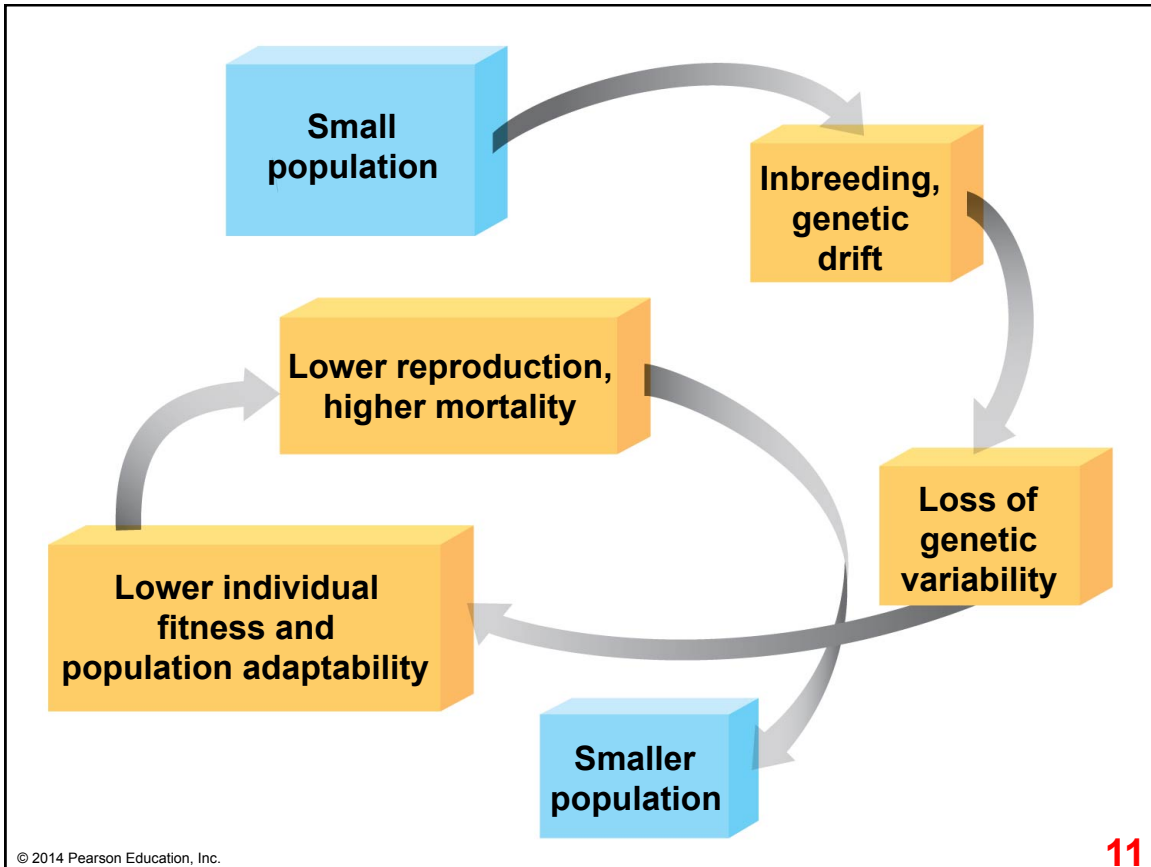 Small
population
Inbreeding,
genetic
drift
Loss of
genetic
variability
Lower individual
fitness and
population adaptability
Lower reproduction,
higher mortality
Smaller
population
© 2014 Pearson Education, Inc.
11